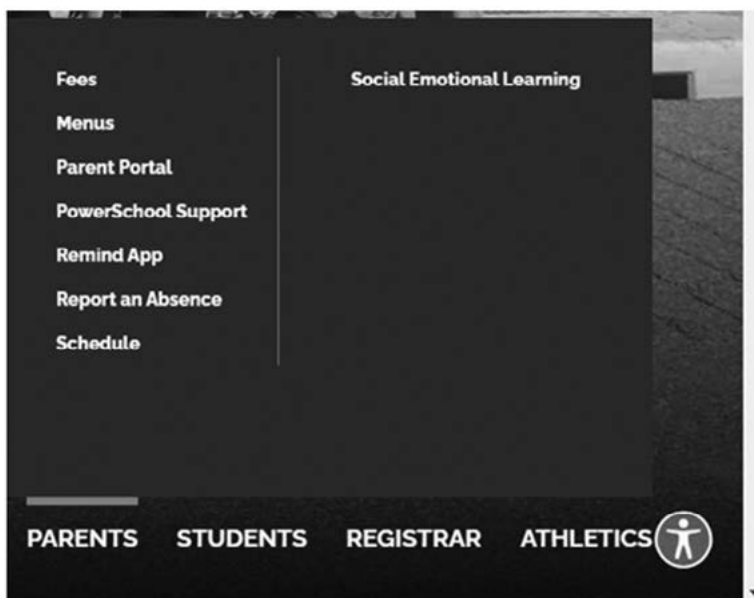 Fees
Menus
Parent Portal
PowerSchool Support
Remind App
Report an Absence
Schedule
Social Emotional Learning
PARENTS STUDENTS REGISTRAR ATHLETICS